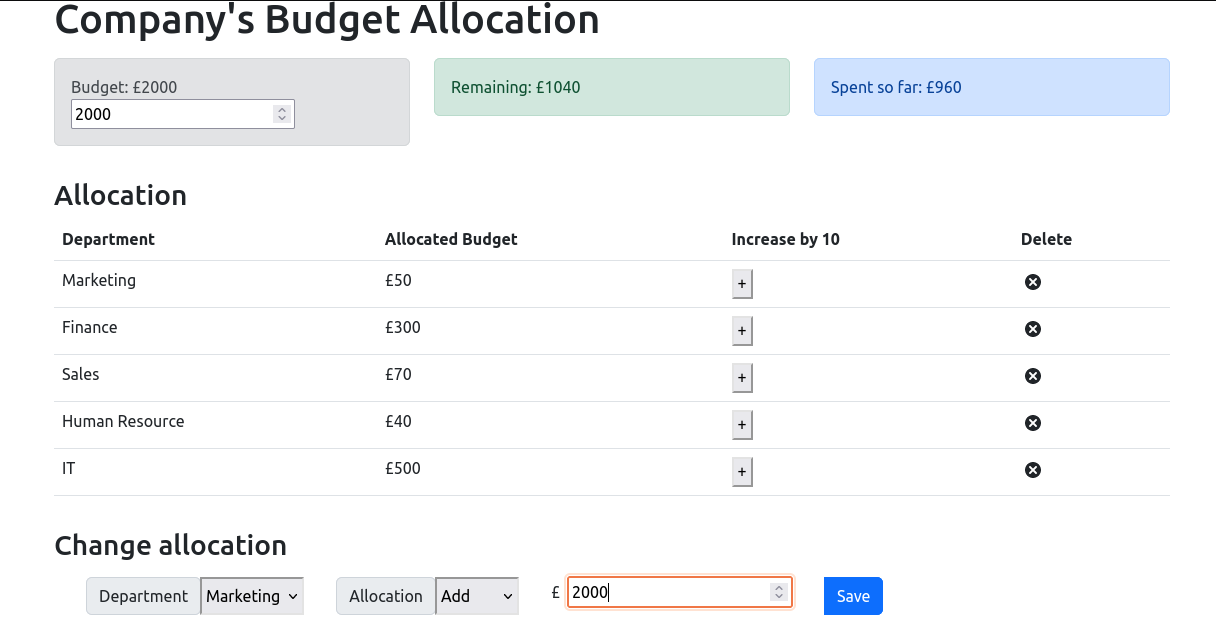 Company's Budget Allocation
Budget: £2000
2000
Remaining: £1040
Spent so far: £960
Allocation
Department Allocated Budget Increase by 10 Delete
Marketing £50 +
Finance £300 +
Sales £70 +
Human Resource £40 +
IT £500 +
Change allocation
Department Marketing Allocation Add £ 2000 Save